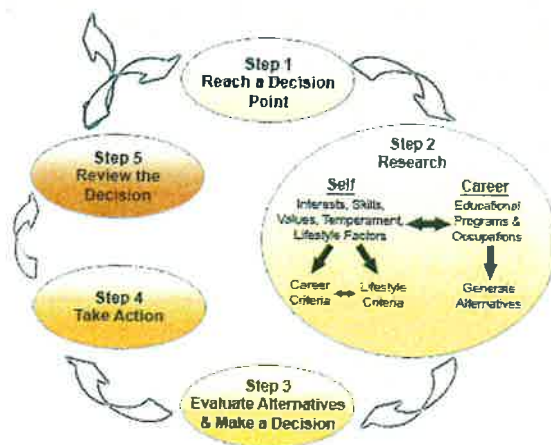 Step 1
Reach a Decision
Point
Step 2
Research
Self
Interests, Skills,
Values, Temperament,
Lifestyle Factors
Career
Educational
Programs &
Occupations
Career
Criteria
Lifestyle
Criteria
Generate
Alternatives
Step 3
Evaluate Alternatives
& Make a Decision
Step 4
Take Action
Step 5
Review the
Decision